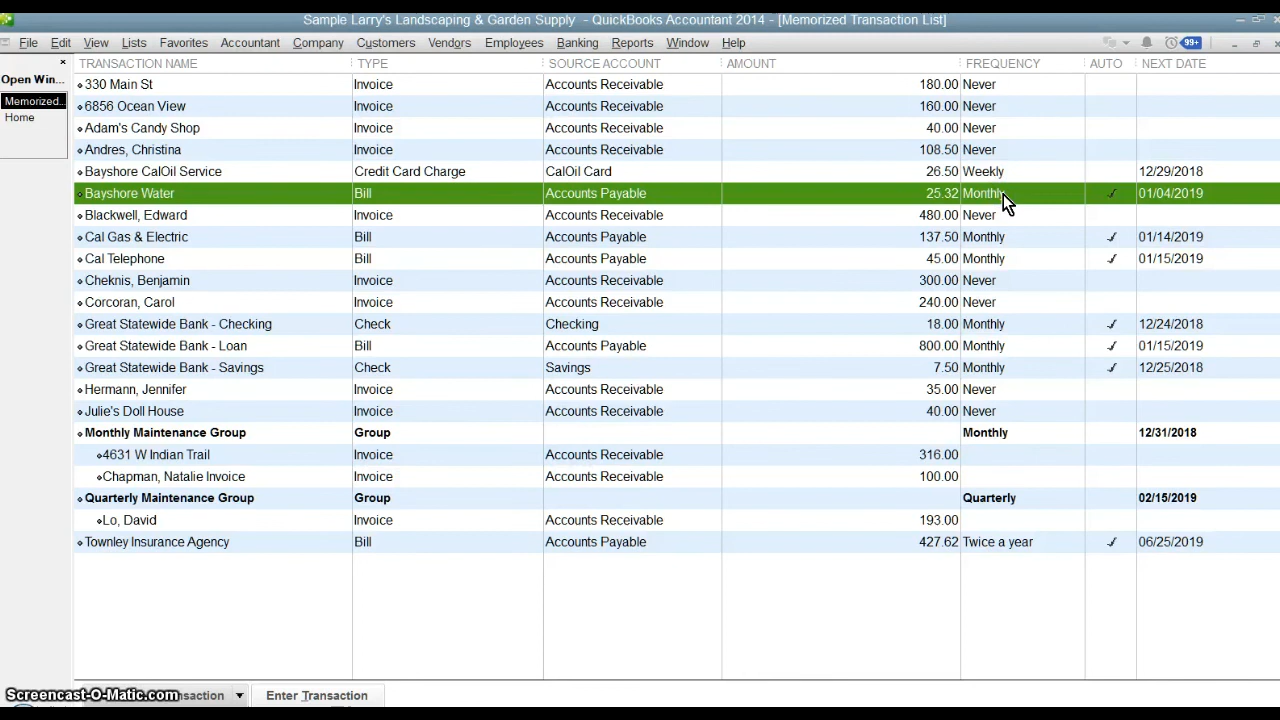 Sample Larry's Landscaping & Garden Supply - QuickBooks Accountant 2014 - [Memorized Transaction List]
File Edit View Lists Favorites Accountant Company Customers Vendors Employees Banking Reports Window Help 99+
Open Win...
Memorized...
Home
TRANSACTION NAME TYPE SOURCE ACCOUNT AMOUNT FREQUENCY AUTO NEXT DATE
330 Main St Invoice Accounts Receivable 180.00 Never
6856 Ocean View Invoice Accounts Receivable 160.00 Never
Adam's Candy Shop Invoice Accounts Receivable 40.00 Never
Andres, Christina Invoice Accounts Receivable 108.50 Never
Bayshore CalOil Service Credit Card Charge CalOil Card 26.50 Weekly 12/29/2018
Bayshore Water Bill Accounts Payable 25.32 Monthly ✓ 01/04/2019
Blackwell, Edward Invoice Accounts Receivable 480.00 Never
Cal Gas & Electric Bill Accounts Payable 137.50 Monthly ✓ 01/14/2019
Cal Telephone Bill Accounts Payable 45.00 Monthly ✓ 01/15/2019
Cheknis, Benjamin Invoice Accounts Receivable 300.00 Never
Corcoran, Carol Invoice Accounts Receivable 240.00 Never
Great Statewide Bank - Checking Check Checking 18.00 Monthly ✓ 12/24/2018
Great Statewide Bank - Loan Bill Accounts Payable 800.00 Monthly ✓ 01/15/2019
Great Statewide Bank - Savings Check Savings 7.50 Monthly ✓ 12/25/2018
Hermann, Jennifer Invoice Accounts Receivable 35.00 Never
Julie's Doll House Invoice Accounts Receivable 40.00 Never
Monthly Maintenance Group Group Monthly 12/31/2018
4631 W Indian Trail Invoice Accounts Receivable 316.00
Chapman, Natalie Invoice Invoice Accounts Receivable 100.00
Quarterly Maintenance Group Group Quarterly 02/15/2019
Lo, David Invoice Accounts Receivable 193.00
Townley Insurance Agency Bill Accounts Payable 427.62 Twice a year ✓ 06/25/2019
Screencast-O-Matic.com saction Enter Transaction